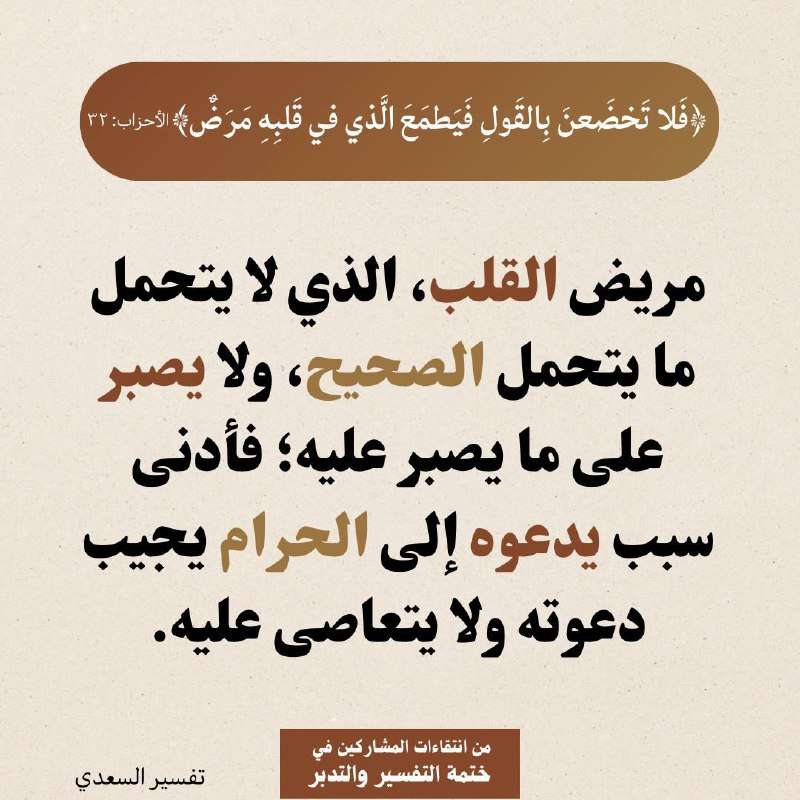 ﴿فَلا تَخضَعنَ بِالقَولِ فَيَطمَعَ الَّذي في قَلبِهِ مَرَضٌ﴾ الأحزاب: ٣٢
مريض القلب، الذي لا يتحمل
ما يتحمل الصحيح، ولا يصبر
على ما يصبر عليه؛ فأدنى
سبب يدعوه إلى الحرام يجيب
دعوته ولا يتعاصى عليه.
من انتقاءات المشاركين في
ختمة التفسير والتدبر
تفسير السعدي